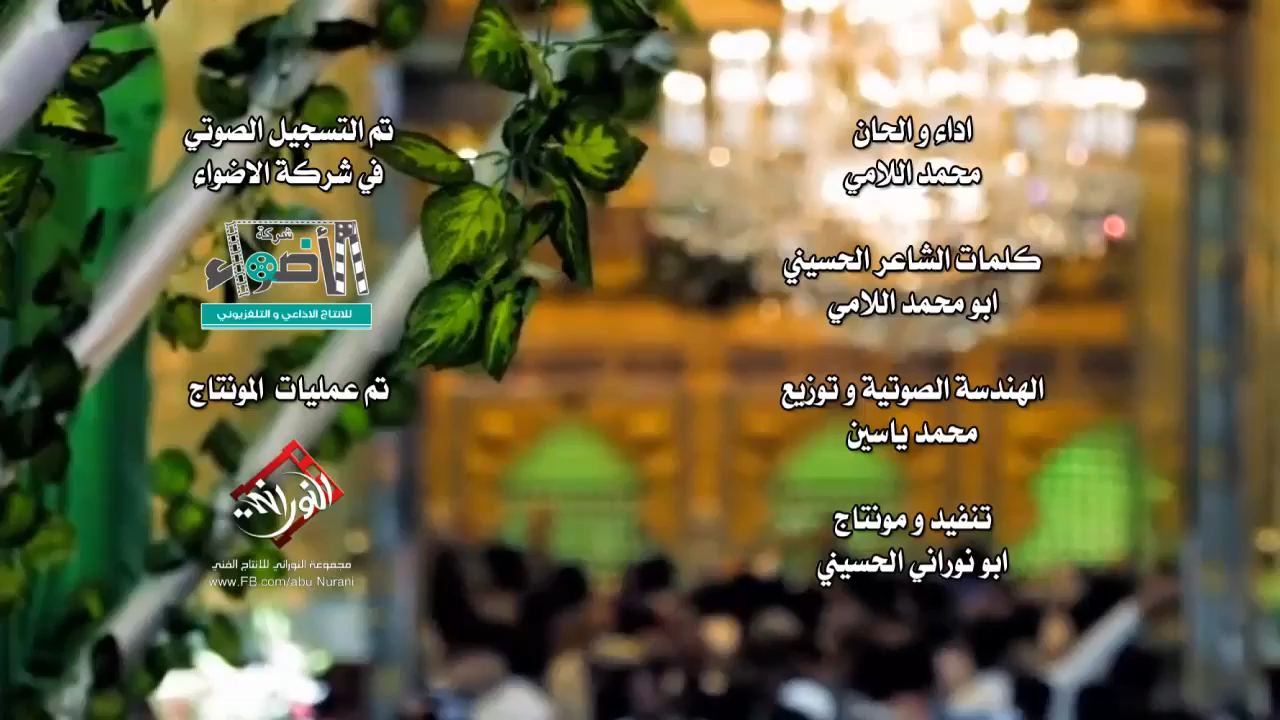 اداء و الحان
محمد اللامي
كلمات الشاعر الحسيني
ابو محمد اللامي
الهندسة الصوتية و توزيع
محمد ياسين
تنفيد و مونتاج
ابو نوراني الحسيني
تم التسجيل الصوتي
في شركة الاضواء
شركة
الأضواء
للانتاج الاذاعي و التلفزيوني
تم عمليات المونتاج
النوراني
مجموعة النوراني للانتاج الفني
www.FB.com/abu Nurani